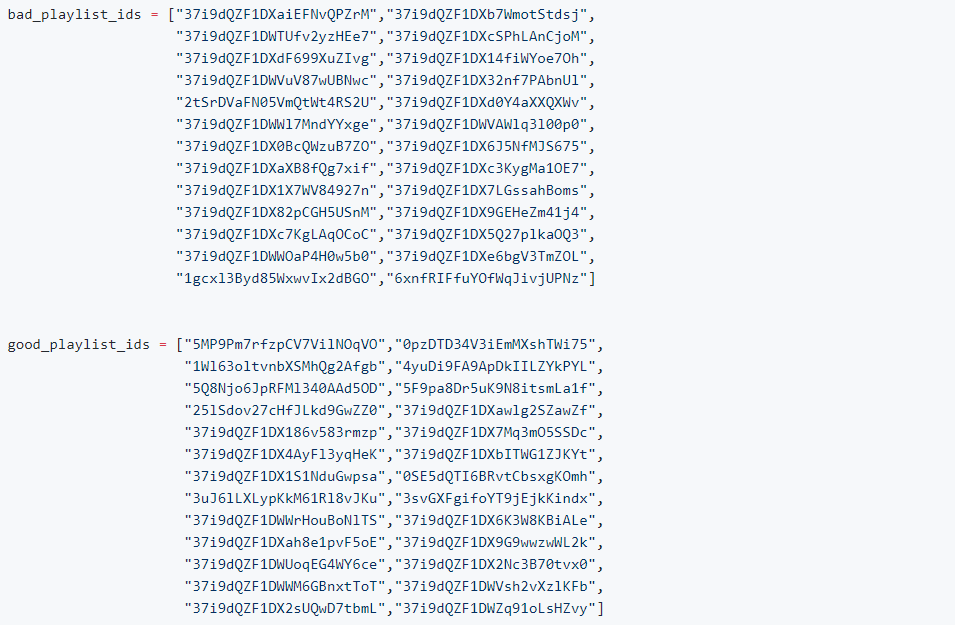 bad_playlist_ids = ["37i9dQZF1DXaiEFNvQPZrM","37i9dQZF1DXb7WmotStdsj",
"37i9dQZF1DWTUfv2yzHEe7","37i9dQZF1DXcSPhLAnCjoM",
"37i9dQZF1DXdF699XuZIvg","37i9dQZF1DX14fiWYoe7Oh",
"37i9dQZF1DWVuV87wUBNwc","37i9dQZF1DX32nf7PAbnUl",
"2tSrDVaFN05VmQtWt4RS2U","37i9dQZF1DXd0Y4aXXQXWv",
"37i9dQZF1DWWl7MndYYxge","37i9dQZF1DWVAWlq3l00p0",
"37i9dQZF1DX0BcQWzuB7ZO","37i9dQZF1DX6J5NfMJS675",
"37i9dQZF1DXaXB8fQg7xif","37i9dQZF1DXc3KygMa1OE7",
"37i9dQZF1DX1X7WV84927n","37i9dQZF1DX7LGssahBoms",
"37i9dQZF1DX82pCGH5USnM","37i9dQZF1DX9GEHeZm41j4",
"37i9dQZF1DXc7KgLAqOCoC","37i9dQZF1DX5Q27plkaOQ3",
"37i9dQZF1DWWOaP4H0w5b0","37i9dQZF1DXe6bgV3TmZOL",
"1gcxl3Byd85WxwvIx2dBGO","6xnfRIFfuYOfWqJivjUPNz"]
good_playlist_ids = ["5MP9Pm7rfzpCV7VilNOqVO","0pzDTD34V3iEmMXshTWi75",
"1Wl63oltvnbXSMhQg2Afgb","4yuDi9FA9ApDkIILZYkPYL",
"5Q8Njo6JpRFMl340AAd5OD","5F9pa8Dr5uK9N8itsmLa1f",
"25lSdov27cHfJLkd9GwZZ0","37i9dQZF1DXawlg2SZawZf",
"37i9dQZF1DX186v583rmzp","37i9dQZF1DX7Mq3mO5SSDc",
"37i9dQZF1DX4AyFl3yqHeK","37i9dQZF1DXbITWG1ZJKYt",
"37i9dQZF1DX1S1NduGwpsa","0SE5dQTI6BRvtCbsxgKOmh",
"3uJ6lLXLypKkM61Rl8vJKu","3svGXFgifoYT9jEjkKindx",
"37i9dQZF1DWWrHouBoNlTS","37i9dQZF1DX6K3W8KBiALe",
"37i9dQZF1DXah8e1pvF5oE","37i9dQZF1DX9G9wwzwWL2k",
"37i9dQZF1DWUoqEG4WY6ce","37i9dQZF1DX2Nc3B70tvx0",
"37i9dQZF1DWWM6GBnxtToT","37i9dQZF1DWVsh2vXzlKFb",
"37i9dQZF1DX2sUQwD7tbmL","37i9dQZF1DWZq91oLsHZvy"]